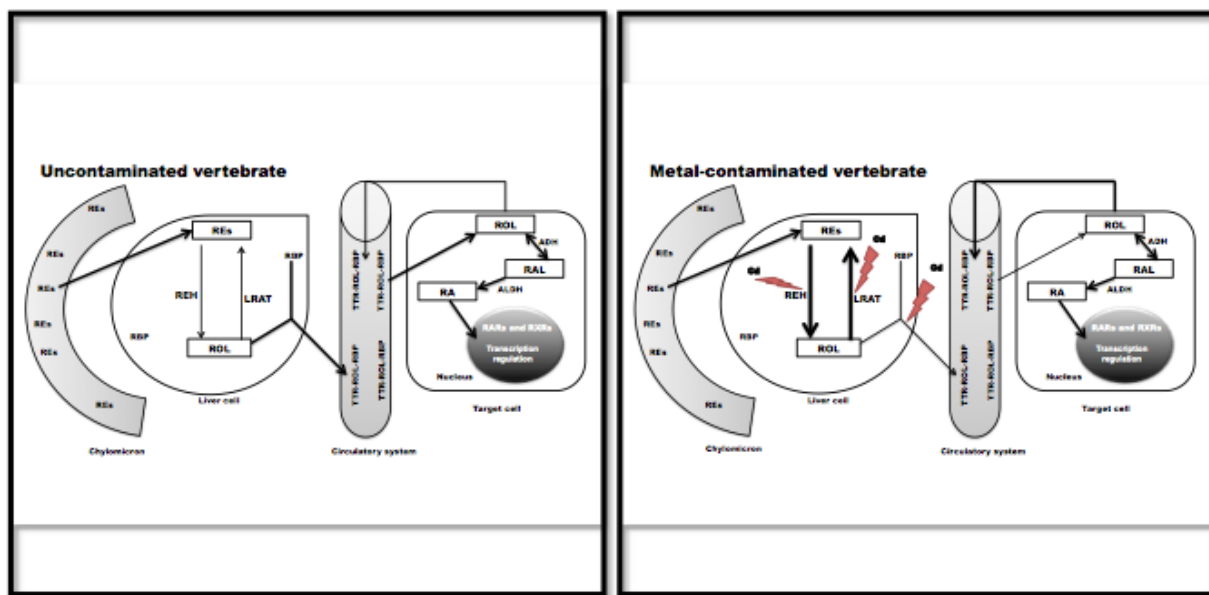 Uncontaminated vertebrate
REs
REs
REs
REs
REs
REs
Chylomicron
REs
REH
LRAT
RBP
RBP
ROL
Liver cell
TTR-ROL-RBP
TTR-ROL-RBP
TTR-ROL-RBP
TTR-ROL-RBP
Circulatory system
ROL
ADH
RAL
RA
ALDH
RARs and RXRs
Transcription
regulation
Nucleus
Target cell
Metal-contaminated vertebrate
REs
REs
REs
REs
REs
REs
Chylomicron
REs
Cd
REH
LRAT
Cd
RBP
Cd
RBP
ROL
Liver cell
TTR-ROL-RBP
TTR-ROL-RBP
TTR-ROL-RBP
TTR-ROL-RBP
Circulatory system
ROL
ADH
RAL
RA
ALDH
RARs and RXRs
Transcription
regulation
Nucleus
Target cell